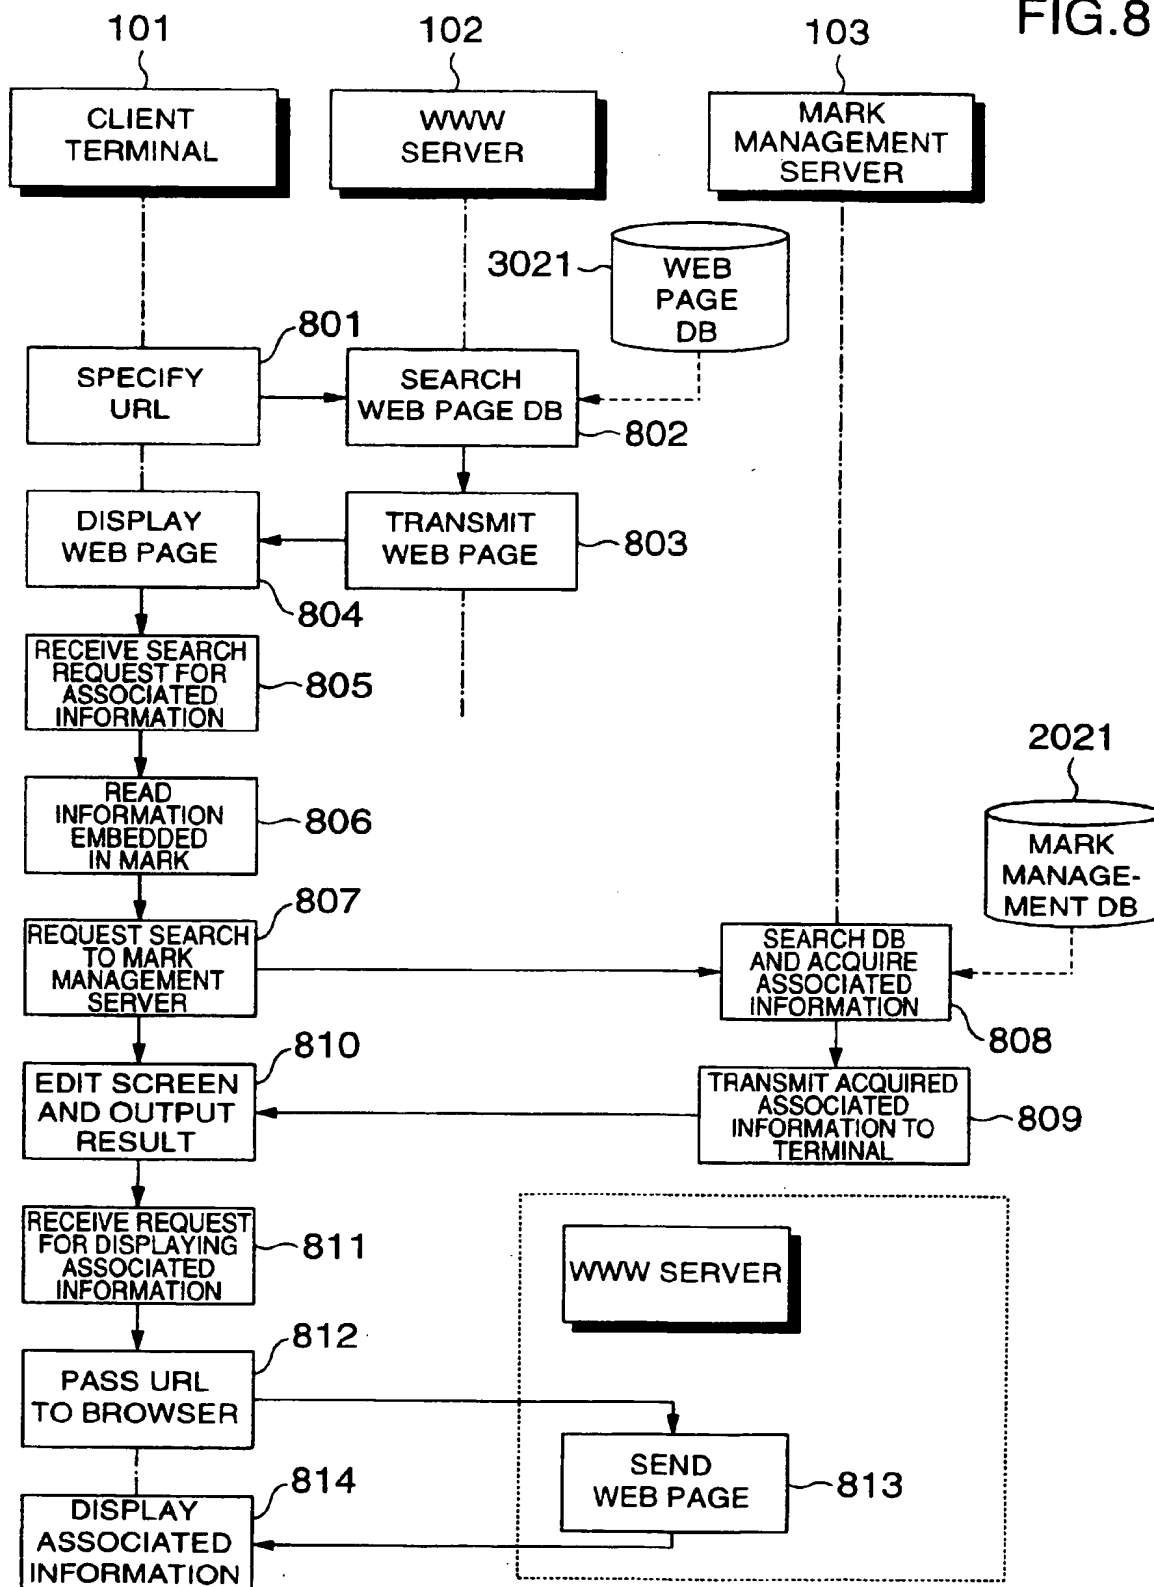 FIG.8
101
102
103
CLIENT
TERMINAL
WWW
SERVER
MARK
MANAGEMENT
SERVER
3021
WEB
PAGE
DB
801
SPECIFY
URL
SEARCH
WEB PAGE DB
802
DISPLAY
WEB PAGE
TRANSMIT
WEB PAGE
803
804
RECEIVE SEARCH
REQUEST FOR
ASSOCIATED
INFORMATION
805
2021
READ
INFORMATION
EMBEDDED
IN MARK
806
MARK
MANAGE-
MENT DB
807
REQUEST SEARCH
TO MARK
MANAGEMENT
SERVER
SEARCH DB
AND ACQUIRE
ASSOCIATED
INFORMATION
808
810
EDIT SCREEN
AND OUTPUT
RESULT
TRANSMIT ACQUIRED
ASSOCIATED
INFORMATION TO
TERMINAL
809
RECEIVE REQUEST
FOR DISPLAYING
ASSOCIATED
INFORMATION
811
WWW SERVER
812
PASS URL
TO BROWSER
SEND
WEB PAGE
813
814
DISPLAY
ASSOCIATED
INFORMATION